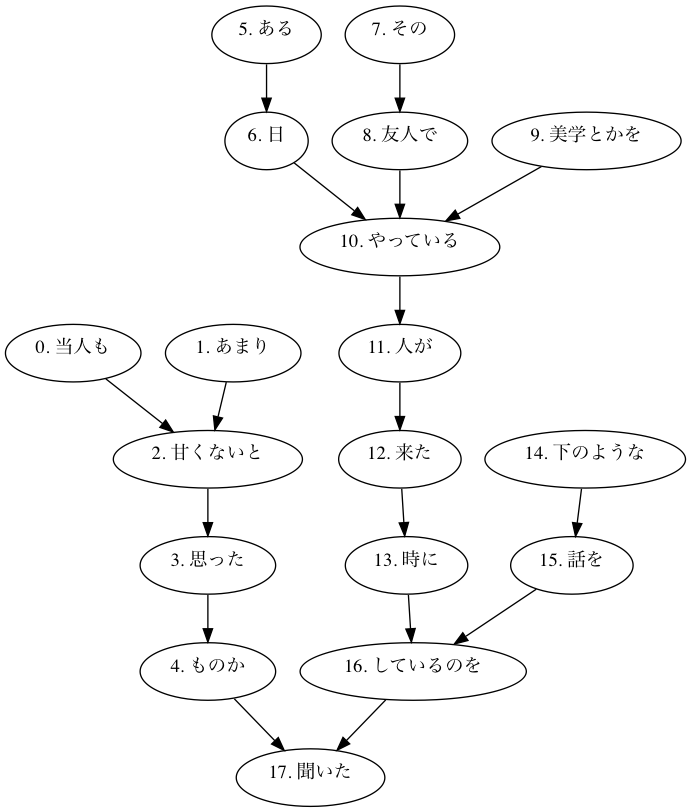 5. ある
7. その
6. 日
8. 友人で
9. 美学とかを
10. やっている
0. 当人も
1. あまり
11. 人が
2. 甘くないと
12. 来た
14. 下のような
3. 思った
13. 時に
15. 話を
4. ものか
16. しているのを
17. 聞いた